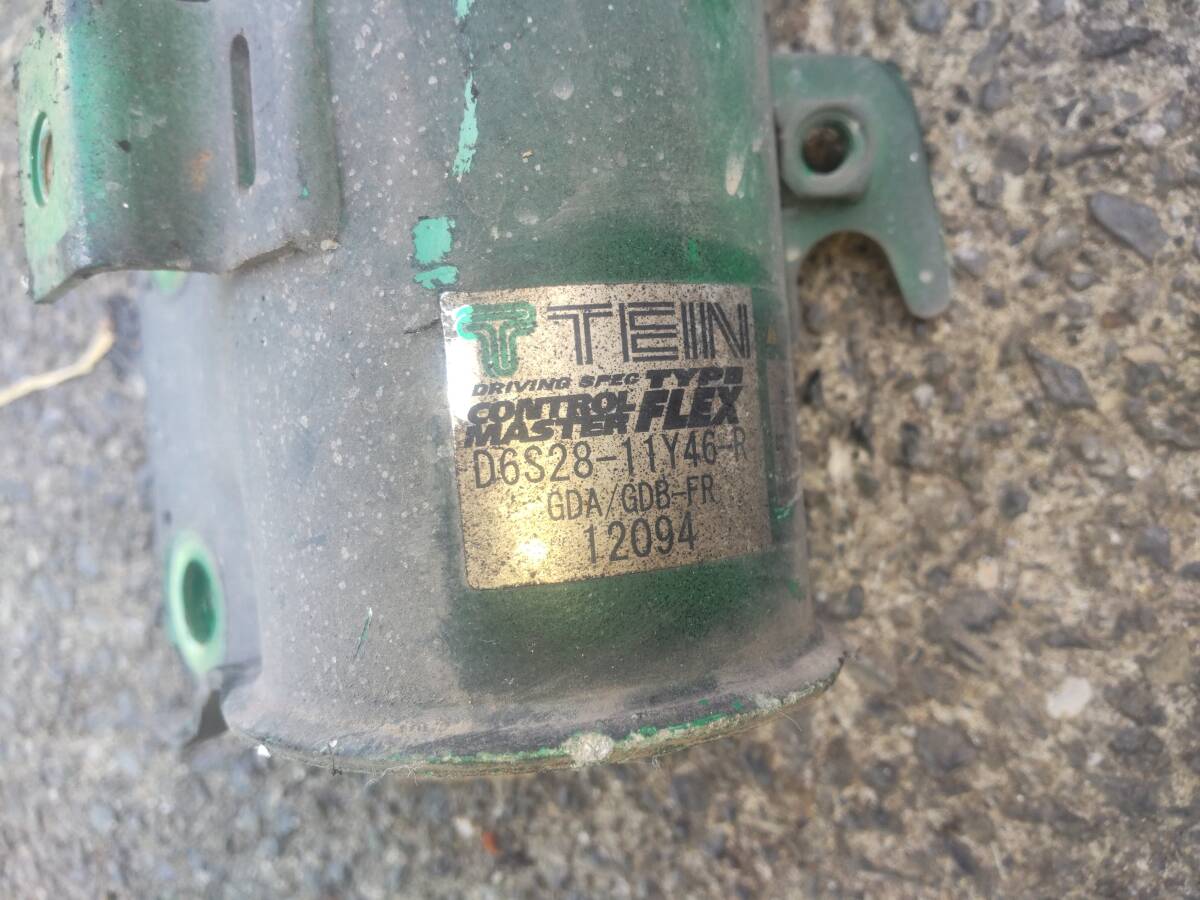 TEIN
DRIVING SPEC TYPE
CONTROL FLEX
MASTER
D6S28-11Y46-R
GDA/GDB-FR
12094